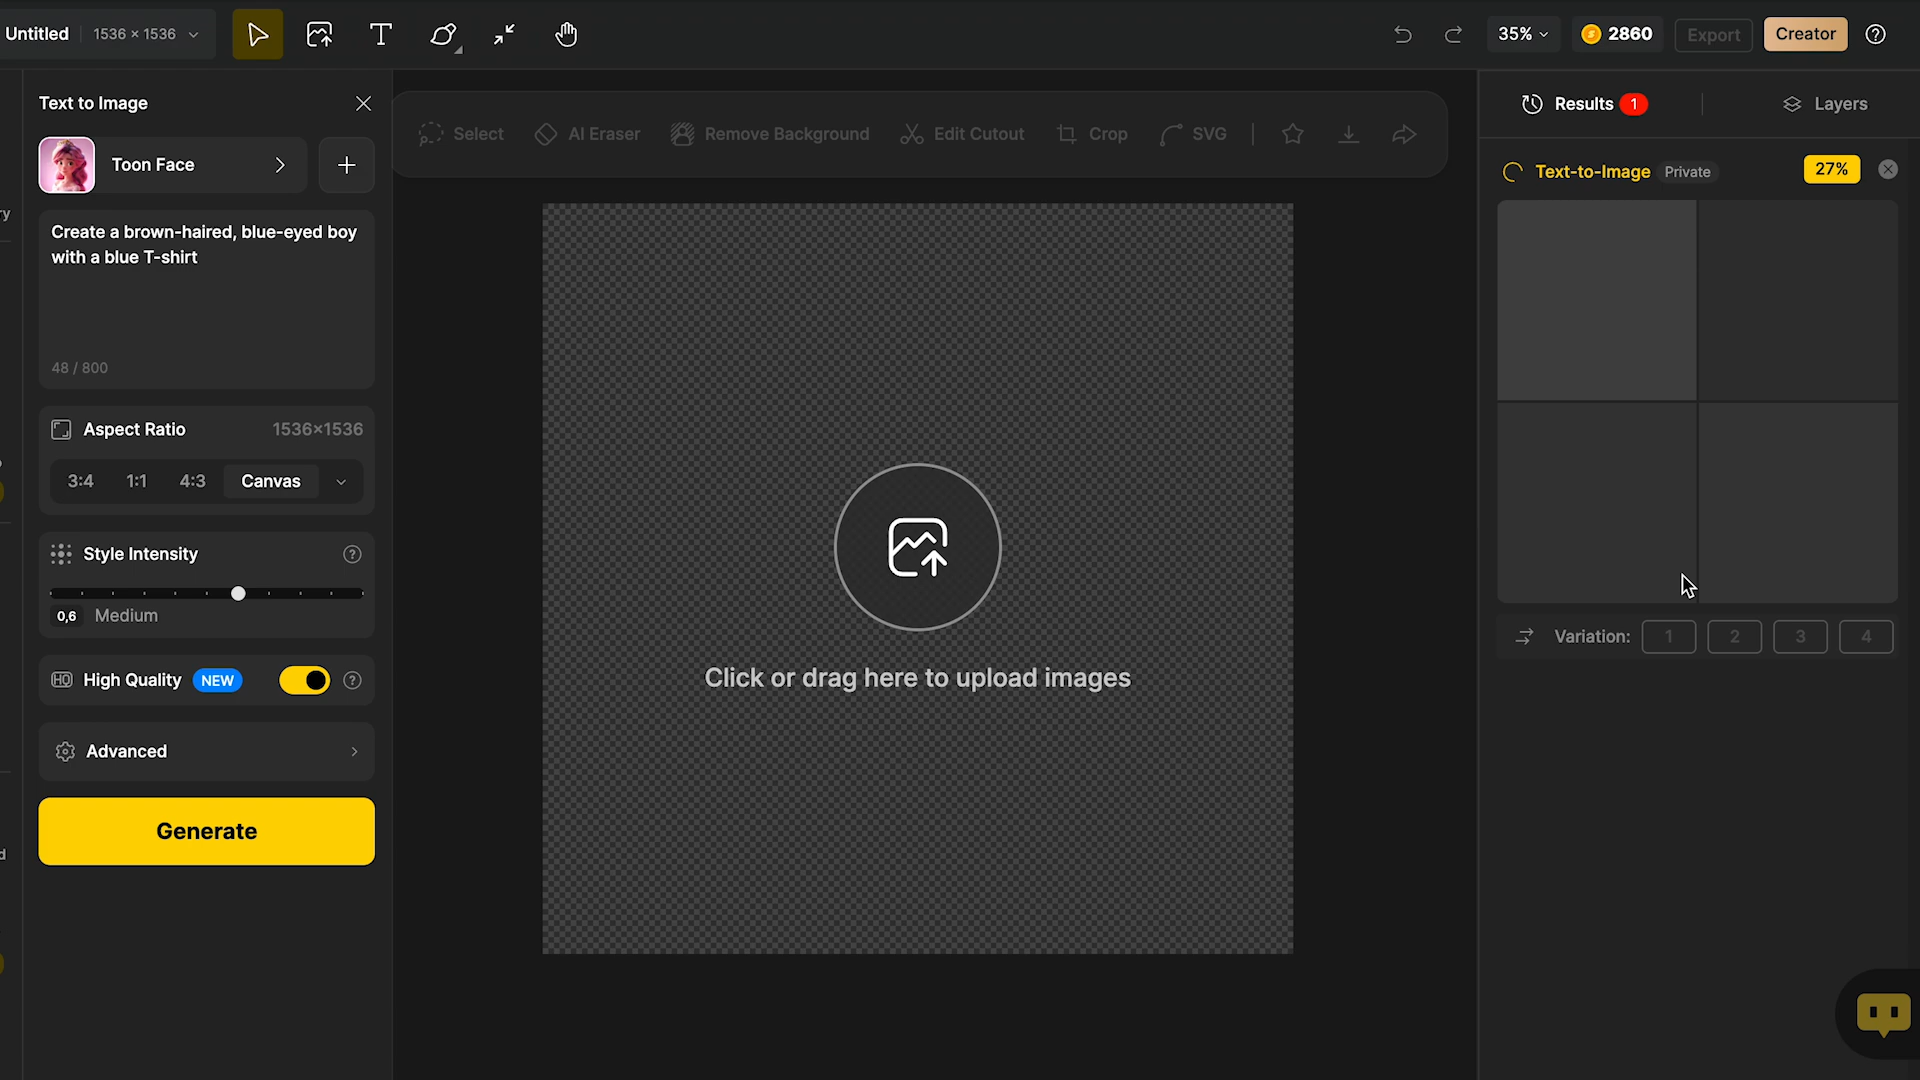 Untitled
1536 × 1536
35%
2860
Export
Creator
Text to Image
Toon Face
Create a brown-haired, blue-eyed boy
with a blue T-shirt
48 / 800
Aspect Ratio
1536×1536
3:4
1:1
4:3
Canvas
Style Intensity
0,6
Medium
HQ
High Quality
NEW
Advanced
Generate
Select
AI Eraser
Remove Background
Edit Cutout
Crop
SVG
Click or drag here to upload images
Results
1
Layers
Text-to-Image
Private
27%
Variation:
1
2
3
4